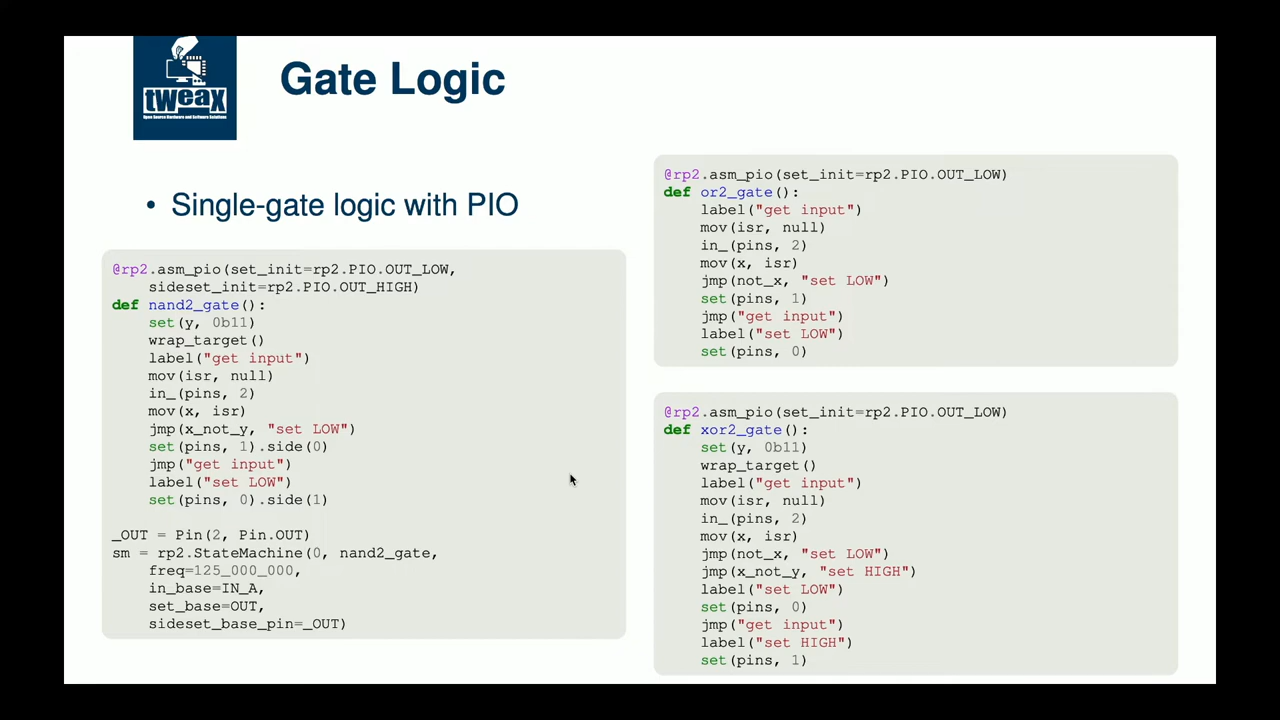 tweax
Open Source Hardware and Software Solutions
Gate Logic
• Single-gate logic with PIO
@rp2.asm_pio(set_init=rp2.PIO.OUT_LOW,
    sideset_init=rp2.PIO.OUT_HIGH)
def nand2_gate():
    set(y, 0b11)
    wrap_target()
    label("get input")
    mov(isr, null)
    in_(pins, 2)
    mov(x, isr)
    jmp(x_not_y, "set LOW")
    set(pins, 1).side(0)
    jmp("get input")
    label("set LOW")
    set(pins, 0).side(1)
_OUT = Pin(2, Pin.OUT)
sm = rp2.StateMachine(0, nand2_gate,
    freq=125_000_000,
    in_base=IN_A,
    set_base=OUT,
    sideset_base_pin=_OUT)
@rp2.asm_pio(set_init=rp2.PIO.OUT_LOW)
def or2_gate():
    label("get input")
    mov(isr, null)
    in_(pins, 2)
    mov(x, isr)
    jmp(not_x, "set LOW")
    set(pins, 1)
    jmp("get input")
    label("set LOW")
    set(pins, 0)
@rp2.asm_pio(set_init=rp2.PIO.OUT_LOW)
def xor2_gate():
    set(y, 0b11)
    wrap_target()
    label("get input")
    mov(isr, null)
    in_(pins, 2)
    mov(x, isr)
    jmp(not_x, "set LOW")
    jmp(x_not_y, "set HIGH")
    label("set LOW")
    set(pins, 0)
    jmp("get input")
    label("set HIGH")
    set(pins, 1)